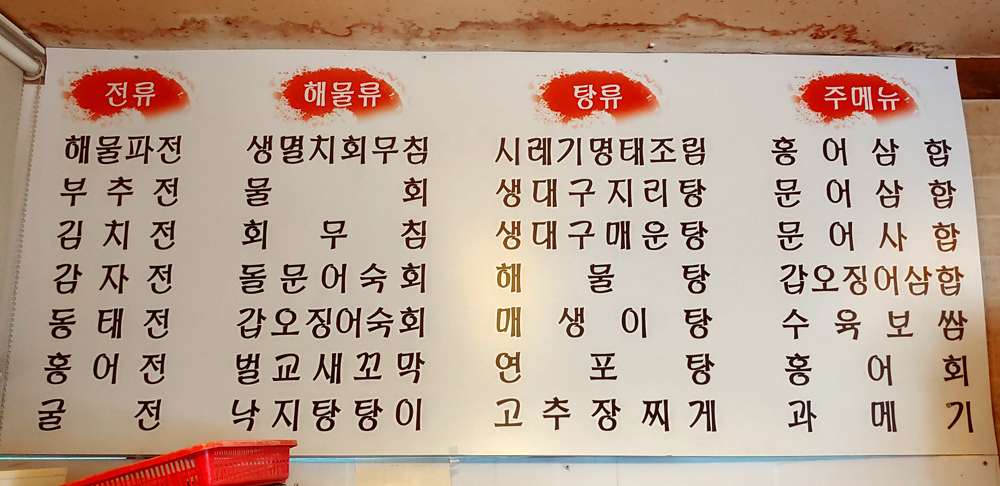 전류
해물파전
부추전
김치전
감자전
동태전
홍어전
굴전
해물류
생멸치회무침
물회
회무침
돌문어숙회
갑오징어숙회
벌교새꼬막
낙지탕탕이
탕류
시레기명태조림
생대구지리탕
생대구매운탕
해물탕
매생이탕
연포탕
고추장찌게
주메뉴
홍어삼합
문어삼합
문어사합
갑오징어삼합
수육보쌈
홍어회
과메기